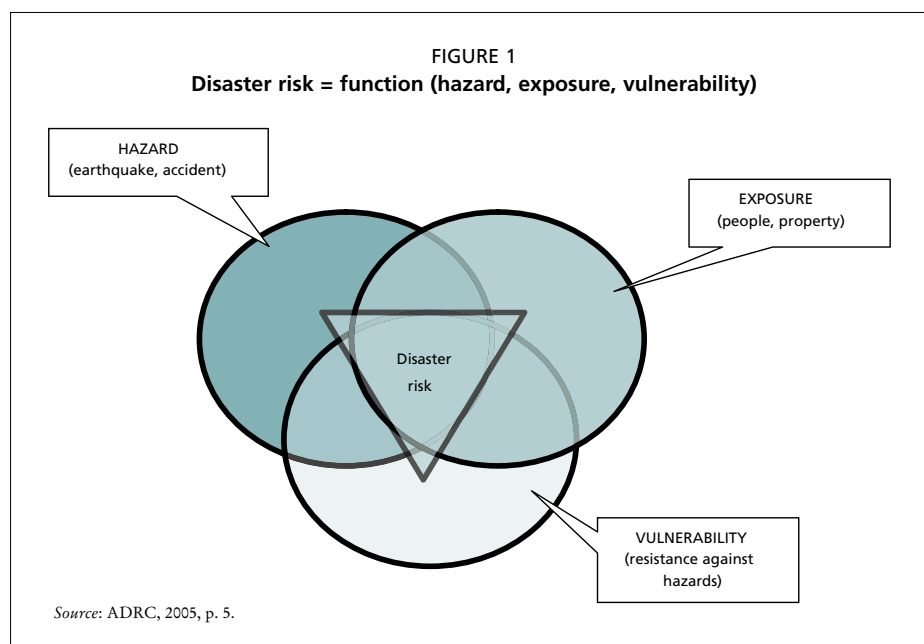 FIGURE 1
Disaster risk = function (hazard, exposure, vulnerability)
HAZARD
(earthquake, accident)
EXPOSURE
(people, property)
Disaster
risk
VULNERABILITY
(resistance against
hazards)
Source: ADRC, 2005, p. 5.